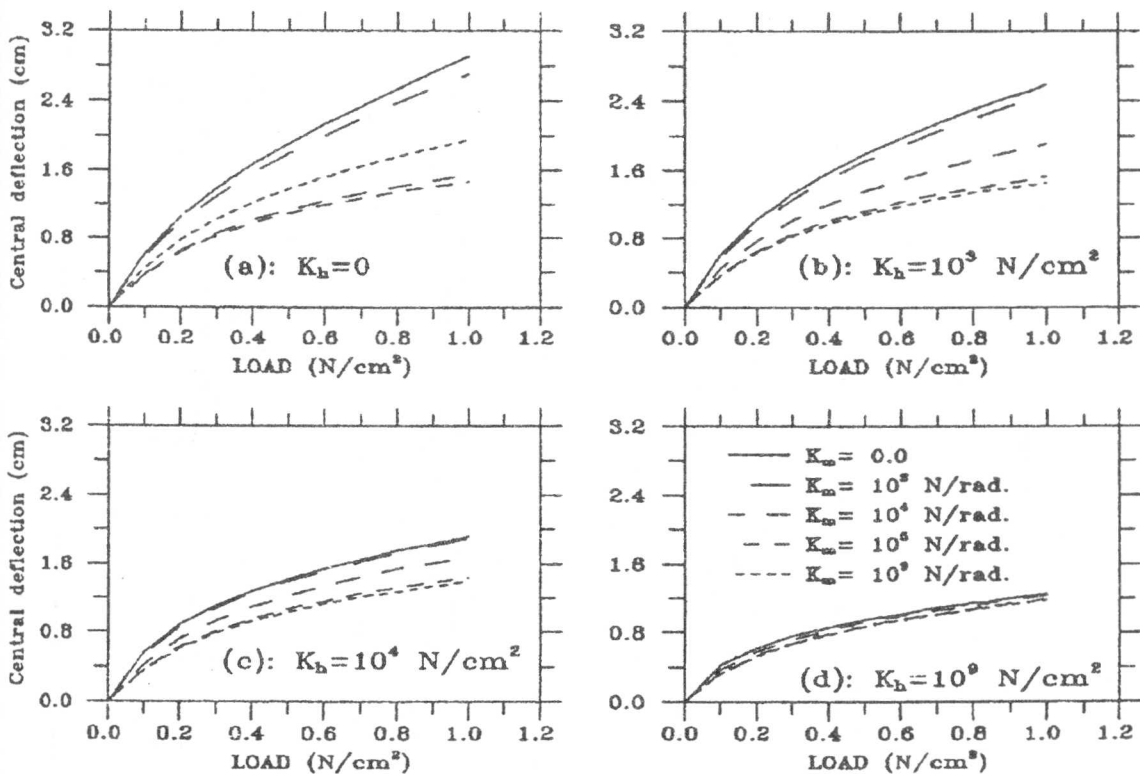 Central deflection (cm)
3.2
2.4
1.6
0.8
0.0
(a): K_h=0
0.0 0.2 0.4 0.6 0.8 1.0 1.2
LOAD (N/cm²)
3.2
2.4
1.6
0.8
0.0
(b): K_h=10³ N/cm²
0.0 0.2 0.4 0.6 0.8 1.0 1.2
LOAD (N/cm²)
Central deflection (cm)
3.2
2.4
1.6
0.8
0.0
(c): K_h=10⁴ N/cm²
0.0 0.2 0.4 0.6 0.8 1.0 1.2
LOAD (N/cm²)
3.2
2.4
1.6
0.8
0.0
K_m= 0.0
K_m= 10³ N/rad.
K_m= 10⁴ N/rad.
K_m= 10⁵ N/rad.
K_m= 10⁹ N/rad.
(d): K_h=10⁹ N/cm²
0.0 0.2 0.4 0.6 0.8 1.0 1.2
LOAD (N/cm²)